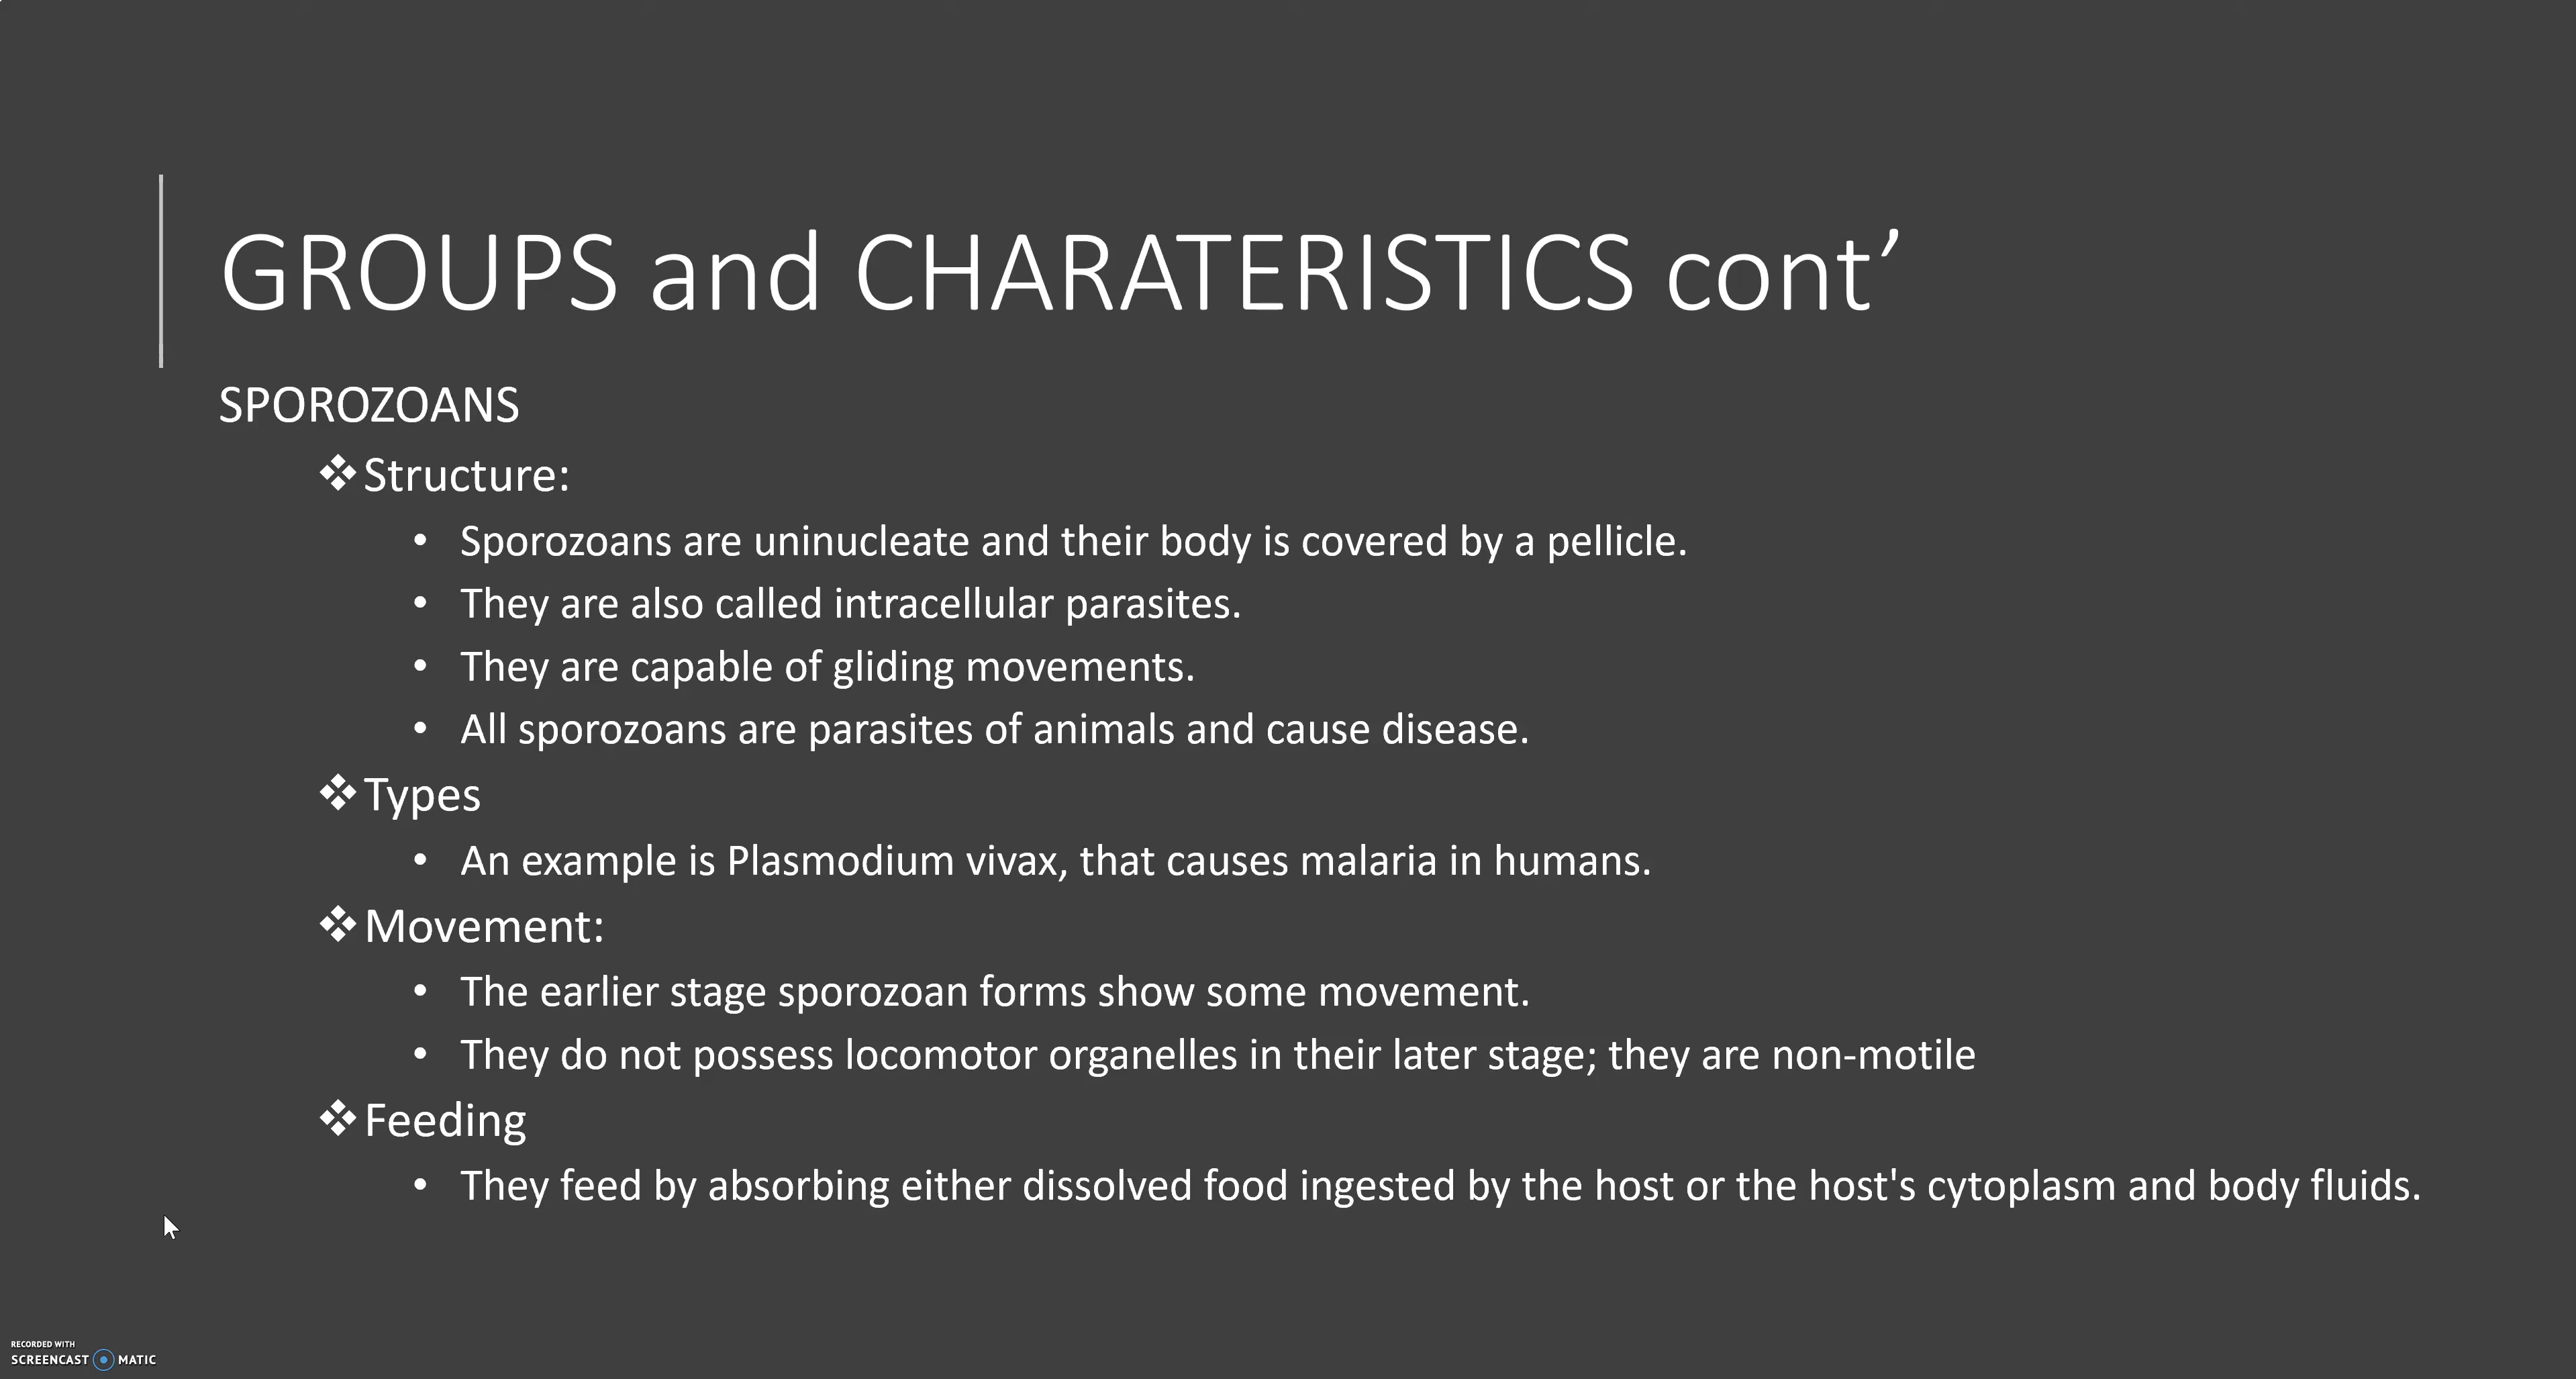 GROUPS and CHARATERISTICS cont’
SPOROZOANS
❖Structure:
• Sporozoans are uninucleate and their body is covered by a pellicle.
• They are also called intracellular parasites.
• They are capable of gliding movements.
• All sporozoans are parasites of animals and cause disease.
❖Types
• An example is Plasmodium vivax, that causes malaria in humans.
❖Movement:
• The earlier stage sporozoan forms show some movement.
• They do not possess locomotor organelles in their later stage; they are non-motile
❖Feeding
• They feed by absorbing either dissolved food ingested by the host or the host's cytoplasm and body fluids.
RECORDED WITH
SCREENCAST MATIC